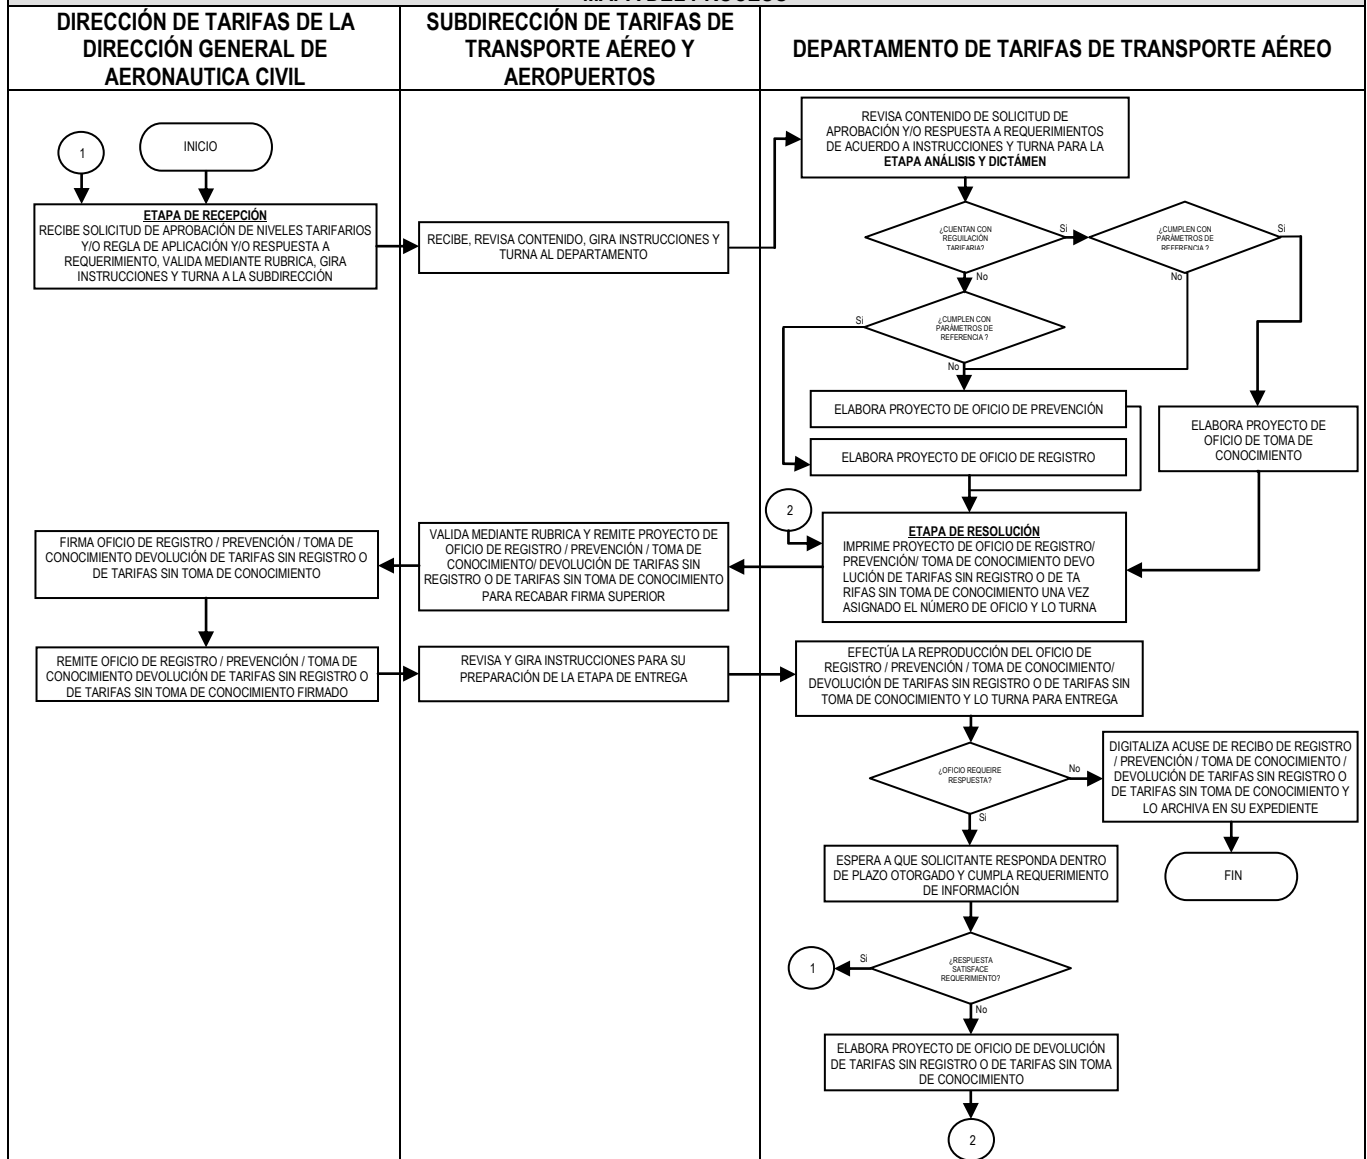 MAPA DEL PROCESO
DIRECCIÓN DE TARIFAS DE LA
DIRECCIÓN GENERAL DE
AERONAUTICA CIVIL
SUBDIRECCIÓN DE TARIFAS DE
TRANSPORTE AÉREO Y
AEROPUERTOS
DEPARTAMENTO DE TARIFAS DE TRANSPORTE AÉREO
1
INICIO
ETAPA DE RECEPCIÓN
RECIBE SOLICITUD DE APROBACIÓN DE NIVELES TARIFARIOS
Y/O REGLA DE APLICACIÓN Y/O RESPUESTA A
REQUERIMIENTO, VALIDA MEDIANTE RUBRICA, GIRA
INSTRUCCIONES Y TURNA A LA SUBDIRECCIÓN
RECIBE, REVISA CONTENIDO, GIRA INSTRUCCIONES Y
TURNA AL DEPARTAMENTO
REVISA CONTENIDO DE SOLICITUD DE
APROBACIÓN Y/O RESPUESTA A REQUERIMIENTOS
DE ACUERDO A INSTRUCCIONES Y TURNA PARA LA
ETAPA ANÁLISIS Y DICTÁMEN
¿CUENTAN CON
REGUILACIÓN
TARIFARIA?
Si
No
¿CUMPLEN CON
PARÁMETROS DE
REFERENCIA ?
Si
No
¿CUMPLEN CON
PARÁMETROS DE
REFERENCIA ?
Si
No
ELABORA PROYECTO DE OFICIO DE PREVENCIÓN
ELABORA PROYECTO DE OFICIO DE REGISTRO
ELABORA PROYECTO DE
OFICIO DE TOMA DE
CONOCIMIENTO
2
ETAPA DE RESOLUCIÓN
IMPRIME PROYECTO DE OFICIO DE REGISTRO/
PREVENCIÓN/ TOMA DE CONOCIMIENTO DEVO
LUCIÓN DE TARIFAS SIN REGISTRO O DE TA
RIFAS SIN TOMA DE CONOCIMIENTO UNA VEZ
ASIGNADO EL NÚMERO DE OFICIO Y LO TURNA
VALIDA MEDIANTE RUBRICA Y REMITE PROYECTO DE
OFICIO DE REGISTRO / PREVENCIÓN / TOMA DE
CONOCIMIENTO/ DEVOLUCIÓN DE TARIFAS SIN
REGISTRO O DE TARIFAS SIN TOMA DE CONOCIMIENTO
PARA RECABAR FIRMA SUPERIOR
FIRMA OFICIO DE REGISTRO / PREVENCIÓN / TOMA DE
CONOCIMIENTO DEVOLUCIÓN DE TARIFAS SIN REGISTRO O
DE TARIFAS SIN TOMA DE CONOCIMIENTO
REMITE OFICIO DE REGISTRO / PREVENCIÓN / TOMA DE
CONOCIMIENTO DEVOLUCIÓN DE TARIFAS SIN REGISTRO O
DE TARIFAS SIN TOMA DE CONOCIMIENTO FIRMADO
REVISA Y GIRA INSTRUCCIONES PARA SU
PREPARACIÓN DE LA ETAPA DE ENTREGA
EFECTÚA LA REPRODUCCIÓN DEL OFICIO DE
REGISTRO / PREVENCIÓN / TOMA DE CONOCIMIENTO/
DEVOLUCIÓN DE TARIFAS SIN REGISTRO O DE TARIFAS SIN
TOMA DE CONOCIMIENTO Y LO TURNA PARA ENTREGA
¿OFICIO REQUEIRE
RESPUESTA?
No
Si
DIGITALIZA ACUSE DE RECIBO DE REGISTRO
/ PREVENCIÓN / TOMA DE CONOCIMIENTO /
DEVOLUCIÓN DE TARIFAS SIN REGISTRO O
DE TARIFAS SIN TOMA DE CONOCIMIENTO Y
LO ARCHIVA EN SU EXPEDIENTE
FIN
ESPERA A QUE SOLICITANTE RESPONDA DENTRO
DE PLAZO OTORGADO Y CUMPLA REQUERIMIENTO
DE INFORMACIÓN
¿RESPUESTA
SATISFACE
REQUERIMIENTO?
Si
1
No
ELABORA PROYECTO DE OFICIO DE DEVOLUCIÓN
DE TARIFAS SIN REGISTRO O DE TARIFAS SIN TOMA
DE CONOCIMIENTO
2